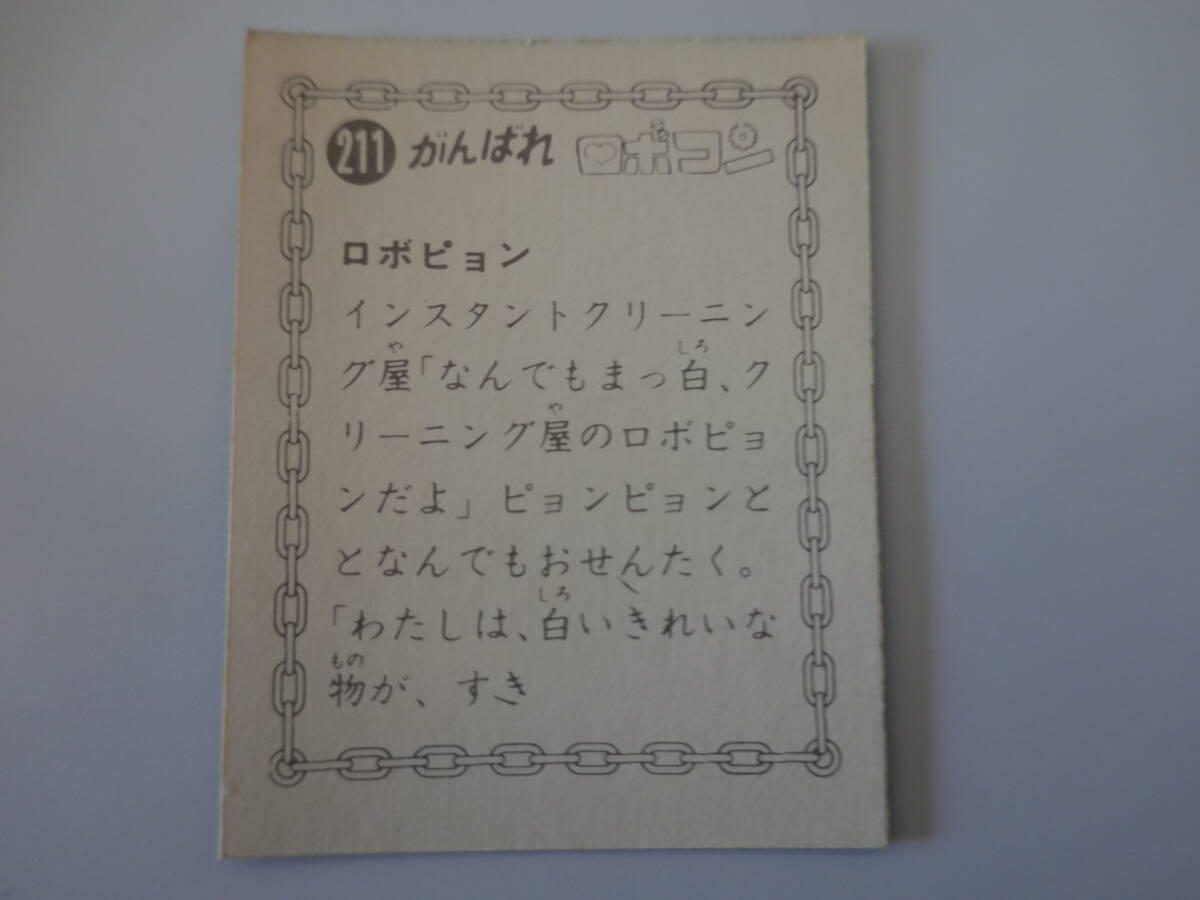 211 がんばれ ロボコン
ロボピョン
インスタントクリーニン
グ屋「なんでもまっ白、ク
リーニング屋のロボピョ
ンだよ」ピョンピョンと
となんでもおせんたく。
「わたしは、白いきれいな
物が、すき